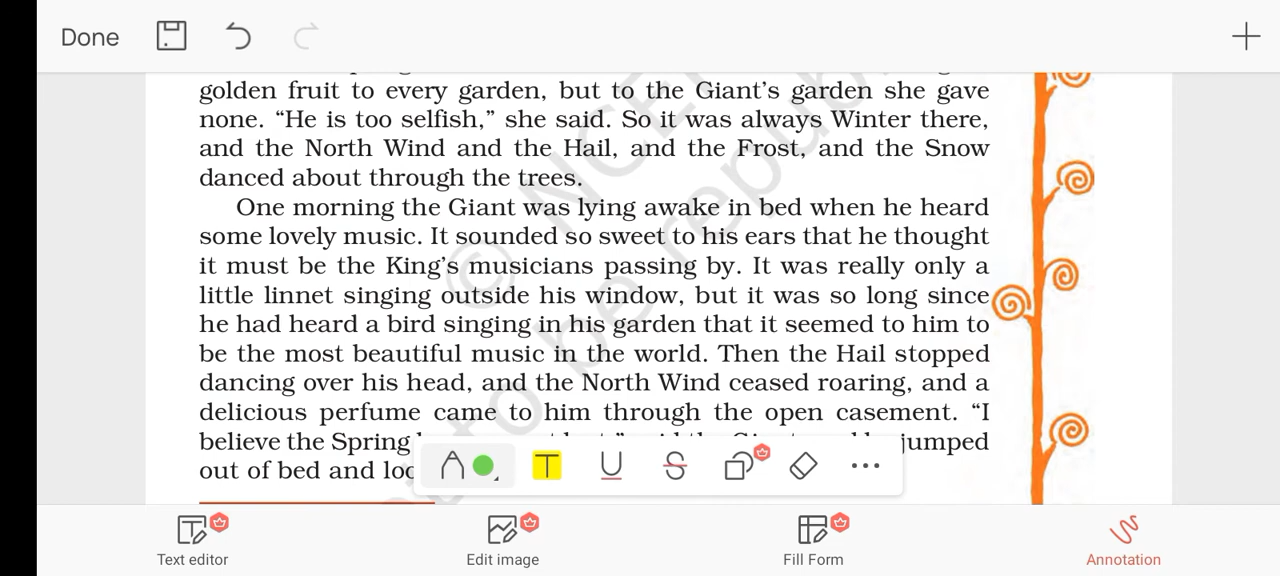 Done
golden fruit to every garden, but to the Giant’s garden she gave
none. “He is too selfish,” she said. So it was always Winter there,
and the North Wind and the Hail, and the Frost, and the Snow
danced about through the trees.
One morning the Giant was lying awake in bed when he heard
some lovely music. It sounded so sweet to his ears that he thought
it must be the King’s musicians passing by. It was really only a
little linnet singing outside his window, but it was so long since
he had heard a bird singing in his garden that it seemed to him to
be the most beautiful music in the world. Then the Hail stopped
dancing over his head, and the North Wind ceased roaring, and a
delicious perfume came to him through the open casement. “I
believe the Spring jumped
out of bed and
© NCE
to be republ
T
U
S
Text editor
Edit image
Fill Form
Annotation